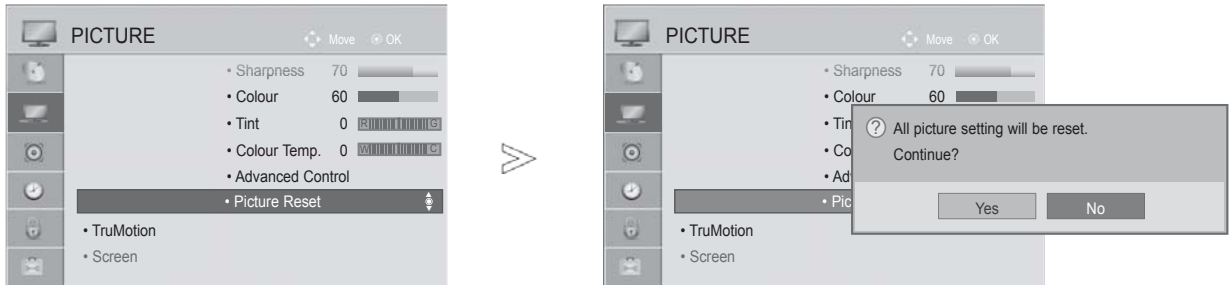 PICTURE
Move OK
• Sharpness 70
• Colour 60
• Tint 0 R G
• Colour Temp. 0 W C
• Advanced Control
• Picture Reset
• TruMotion
• Screen
PICTURE
Move OK
• Sharpness 70
• Colour 60
• Tin
• Co
• Ad
• Pic
• TruMotion
• Screen
? All picture setting will be reset.
Continue?
Yes No